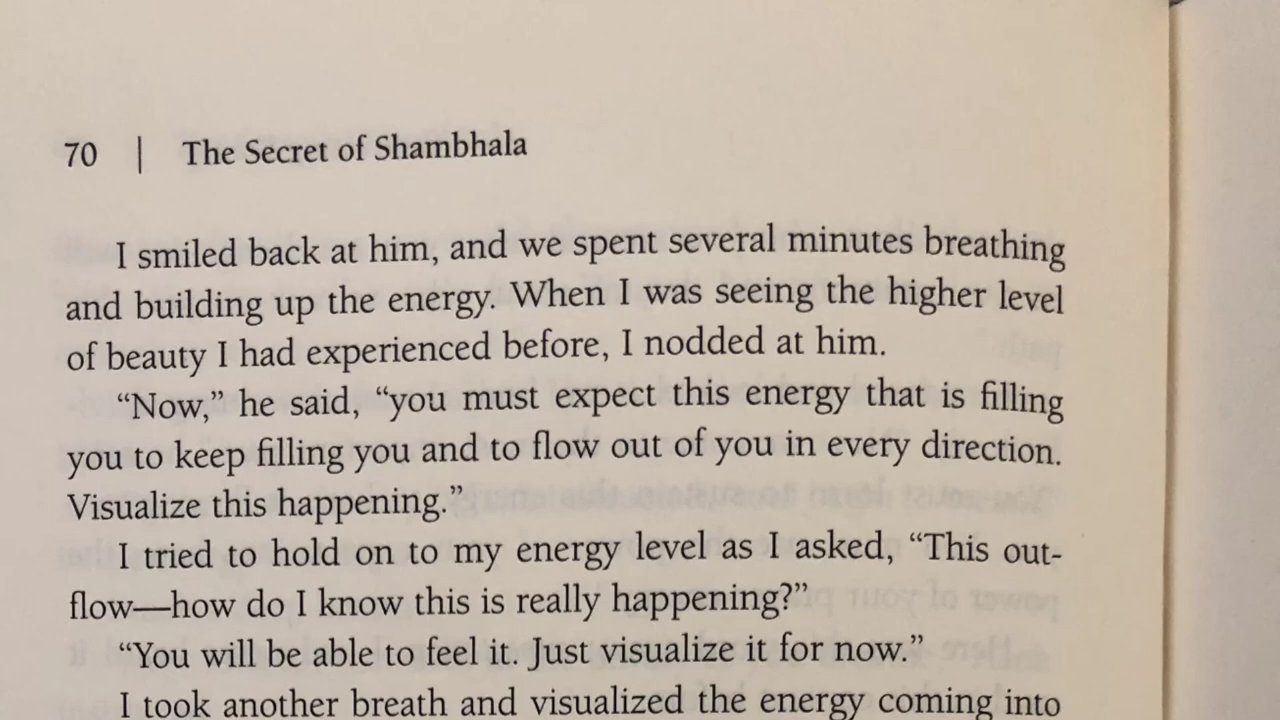 70 | The Secret of Shambhala
I smiled back at him, and we spent several minutes breathing
and building up the energy. When I was seeing the higher level
of beauty I had experienced before, I nodded at him.
“Now,” he said, “you must expect this energy that is filling
you to keep filling you and to flow out of you in every direction.
Visualize this happening.”
I tried to hold on to my energy level as I asked, “This out-
flow—how do I know this is really happening?”
“You will be able to feel it. Just visualize it for now.”
I took another breath and visualized the energy coming into